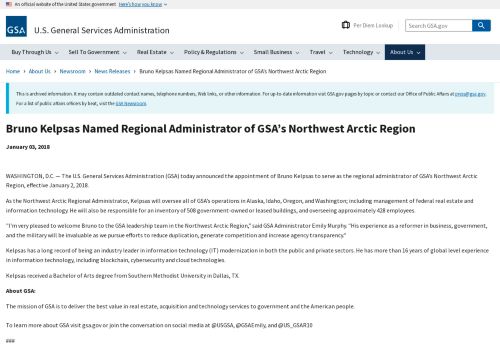 An official website of the United States government Here's how you know
GSA
U.S. General Services Administration
Per Diem Lookup
Search GSA.gov
Buy Through Us
Sell To Government
Real Estate
Policy & Regulations
Small Business
Travel
Technology
About Us
Home › About Us › Newsroom › News Releases › Bruno Kelpsas Named Regional Administrator of GSA's Northwest Arctic Region
This is archived information. It may contain outdated contact names, telephone numbers, Web links, or other information. For up-to-date information visit GSA.gov pages by topic or contact our Office of Public Affairs at press@gsa.gov.
For a list of public affairs officers by beat, visit the GSA Newsroom.
Bruno Kelpsas Named Regional Administrator of GSA's Northwest Arctic Region
January 03, 2018
WASHINGTON, D.C. — The U.S. General Services Administration (GSA) today announced the appointment of Bruno Kelpsas to serve as the regional administrator of GSA's Northwest Arctic
Region, effective January 2, 2018.
As the Northwest Arctic Regional Administrator, Kelpsas will oversee all of GSA's operations in Alaska, Idaho, Oregon, and Washington; including management of federal real estate and
information technology. He will also be responsible for an inventory of 508 government-owned or leased buildings, and overseeing approximately 428 employees.
"I'm very pleased to welcome Bruno to the GSA leadership team in the Northwest Arctic Region," said GSA Administrator Emily Murphy. "His experience as a reformer in business, government,
and the military will be invaluable as we pursue efforts to reduce duplication, generate competition and increase agency transparency."
Kelpsas has a long record of being an industry leader in information technology (IT) modernization in both the public and private sectors. He has more than 16 years of global level experience
in information technology, including blockchain, cybersecurity and cloud technologies.
Kelpsas received a Bachelor of Arts degree from Southern Methodist University in Dallas, TX.
About GSA:
The mission of GSA is to deliver the best value in real estate, acquisition and technology services to government and the American people.
To learn more about GSA visit gsa.gov or join the conversation on social media at @USGSA, @GSAEmily, and @US_GSAR10
###